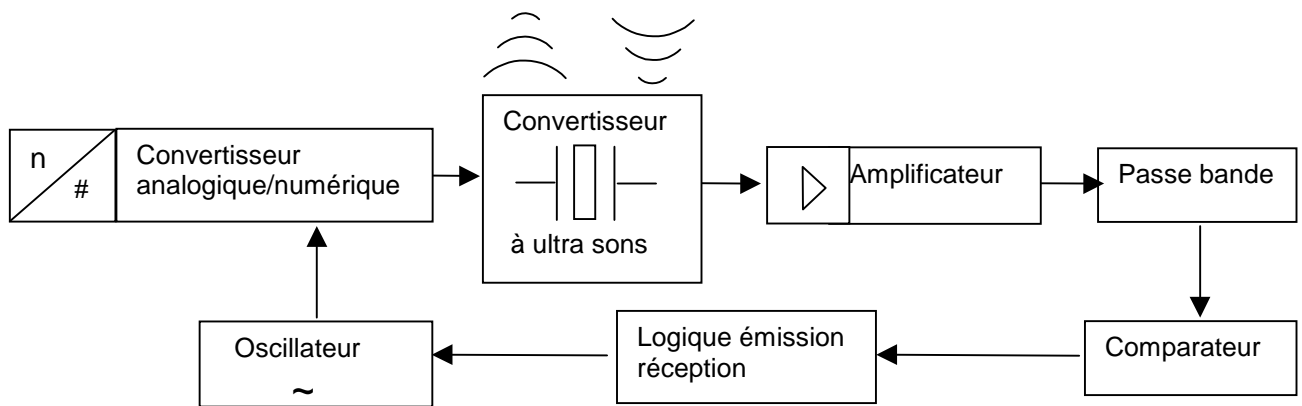 n
#
Convertisseur
analogique/numérique
Convertisseur
à ultra sons
Amplificateur
Passe bande
Oscillateur
~
Logique émission
réception
Comparateur